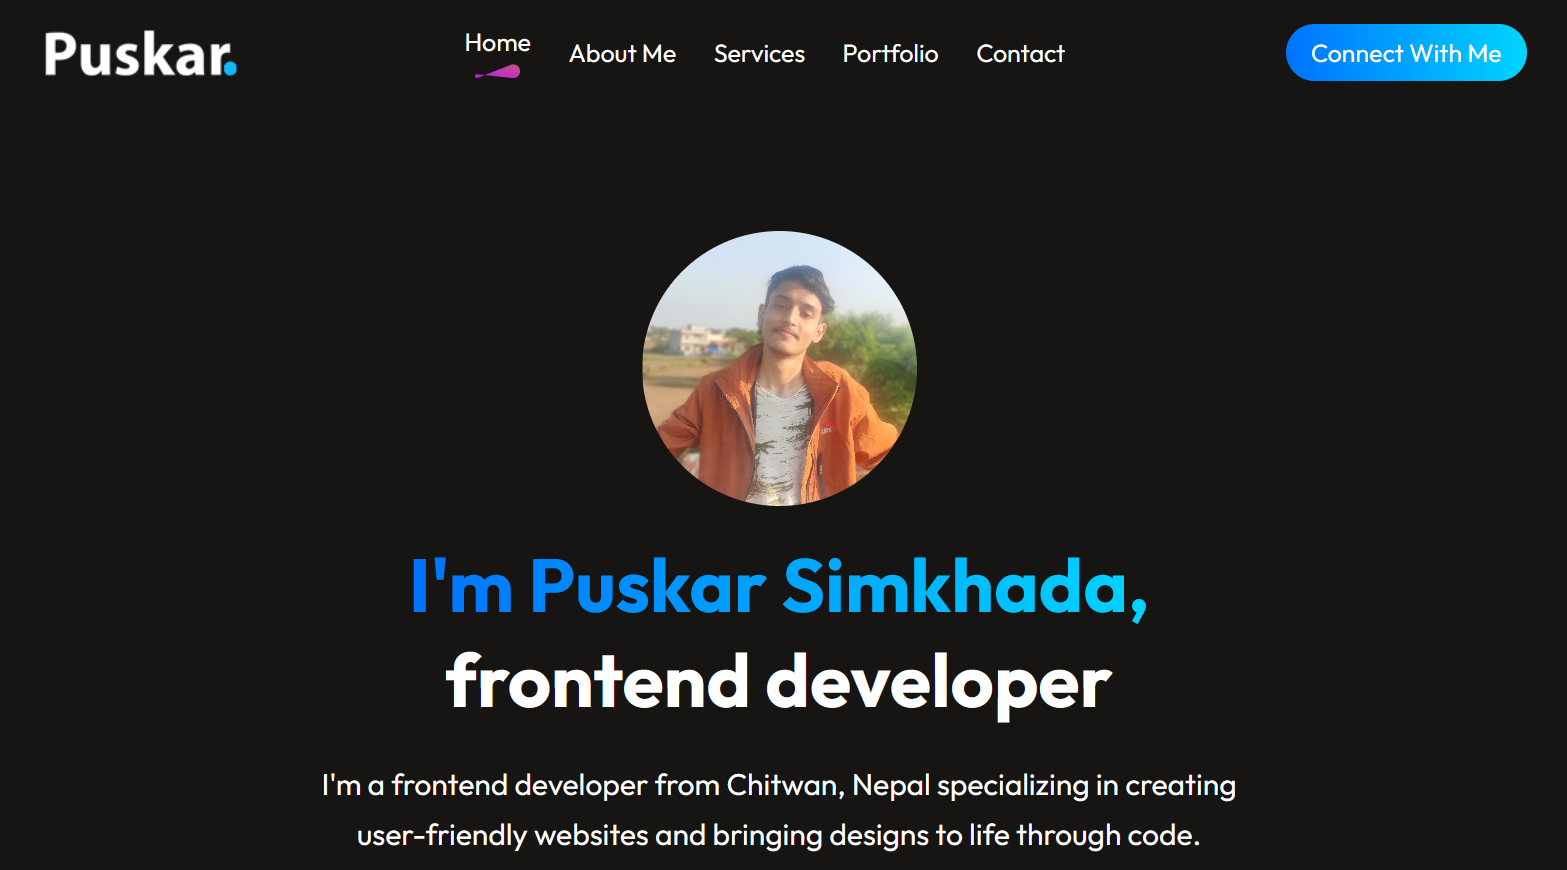 Puskar.
Home
About Me
Services
Portfolio
Contact
Connect With Me
I'm Puskar Simkhada,
frontend developer
I'm a frontend developer from Chitwan, Nepal specializing in creating
user-friendly websites and bringing designs to life through code.